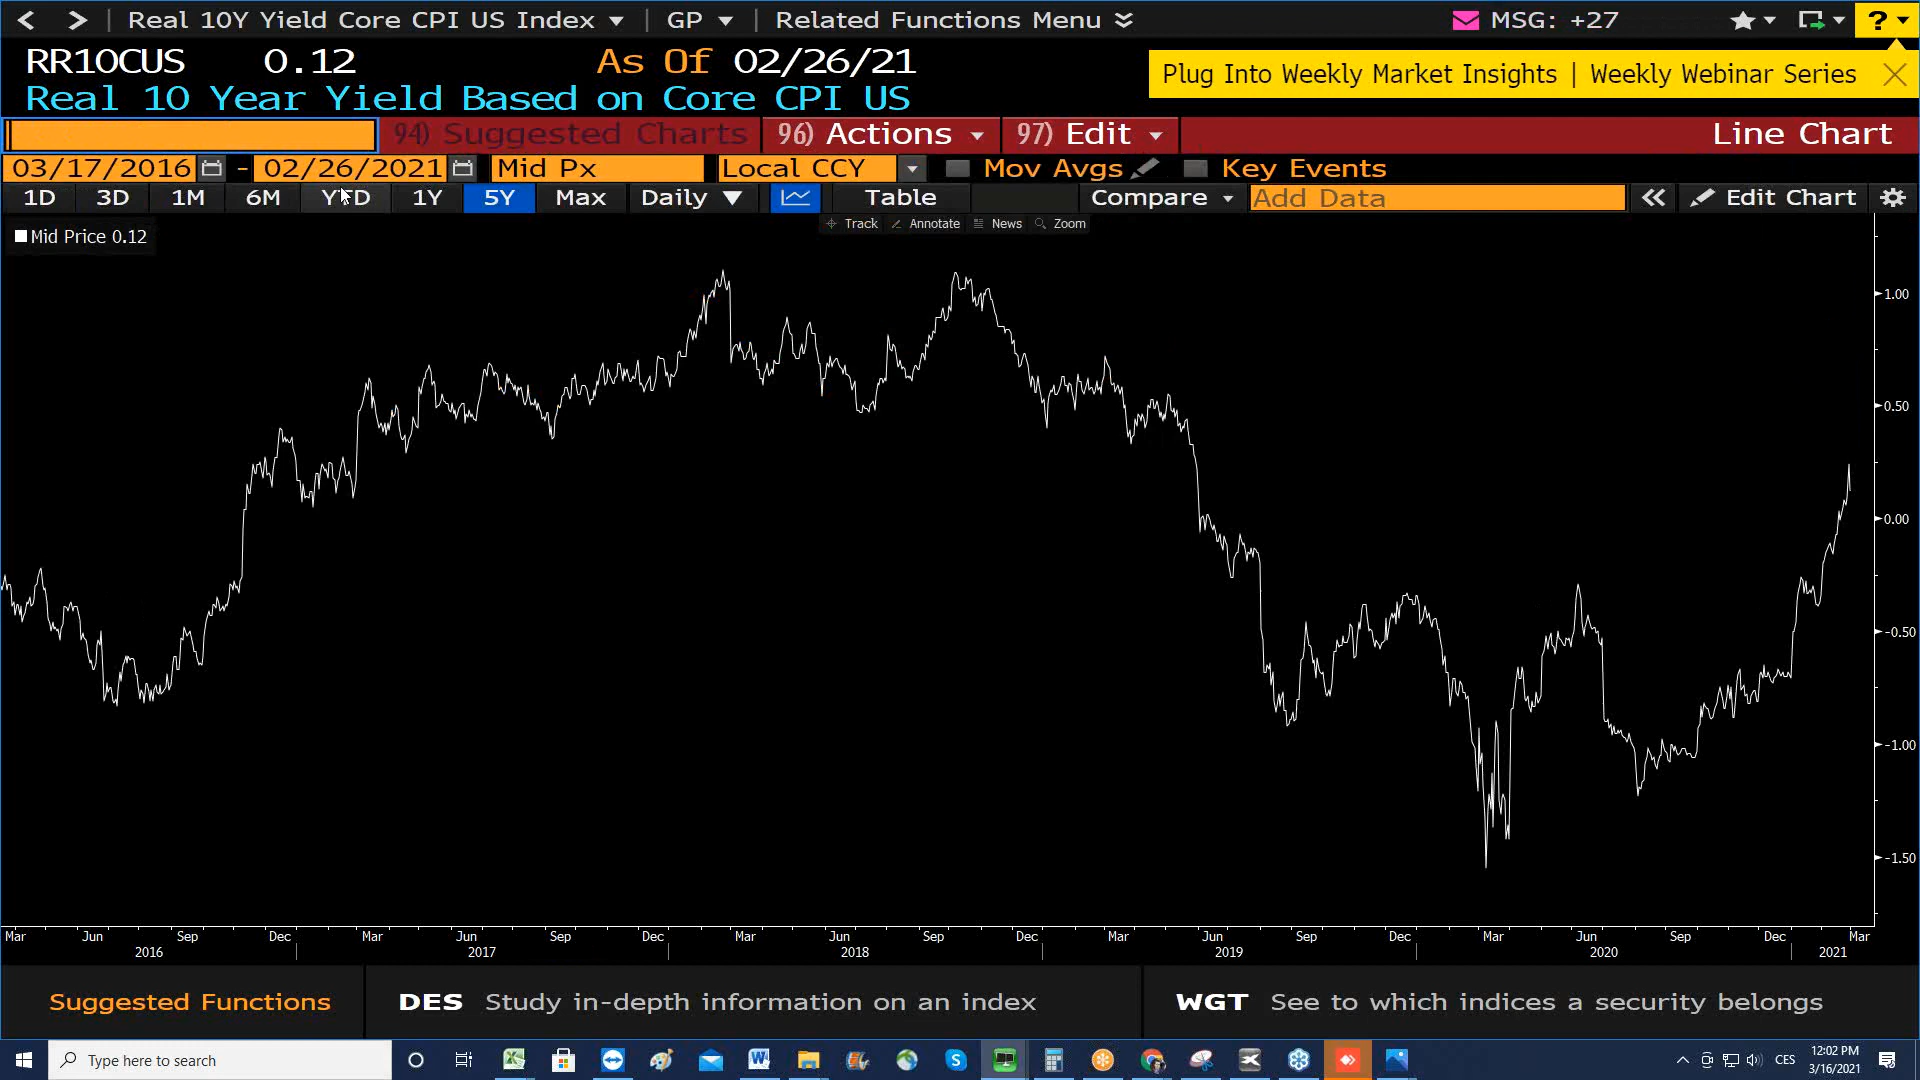 Real 10Y Yield Core CPI US Index GP Related Functions Menu MSG: +27 ?
RR10CUS 0.12 As Of 02/26/21
Real 10 Year Yield Based on Core CPI US
Plug Into Weekly Market Insights | Weekly Webinar Series
94) Suggested Charts 96) Actions 97) Edit Line Chart
03/17/2016 - 02/26/2021 Mid Px Local CCY Mov Avgs Key Events
1D 3D 1M 6M YTD 1Y 5Y Max Daily Table Compare Add Data Edit Chart
Track Annotate News Zoom
Mid Price 0.12
1.00
0.50
0.00
-0.50
-1.00
-1.50
Mar Jun Sep Dec Mar Jun Sep Dec Mar Jun Sep Dec Mar Jun Sep Dec Mar Jun Sep Dec Mar
2016 2017 2018 2019 2020 2021
Suggested Functions DES Study in-depth information on an index WGT See to which indices a security belongs
Type here to search
CES
12:02 PM
3/16/2021